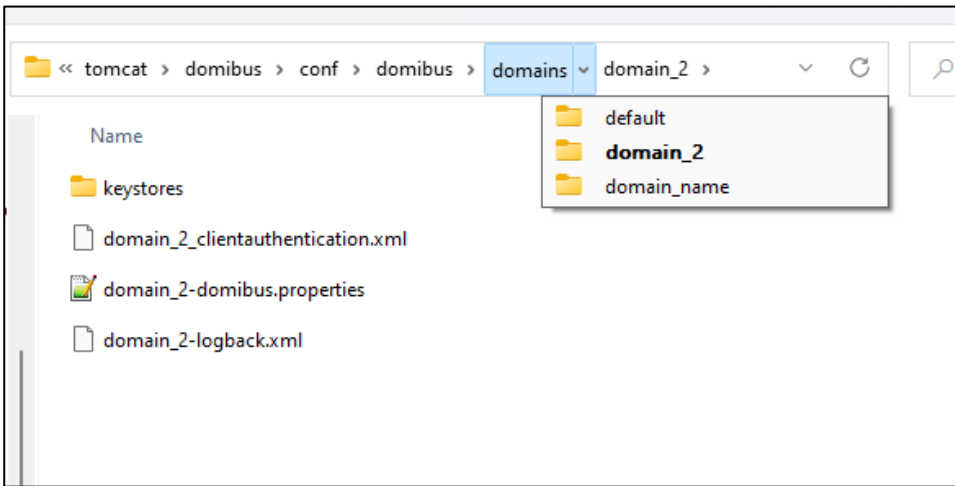 « tomcat > domibus > conf > domibus > domains domain_2 >
default
Name
domain_2
domain_name
keystores
domain_2_clientauthentication.xml
domain_2-domibus.properties
domain_2-logback.xml